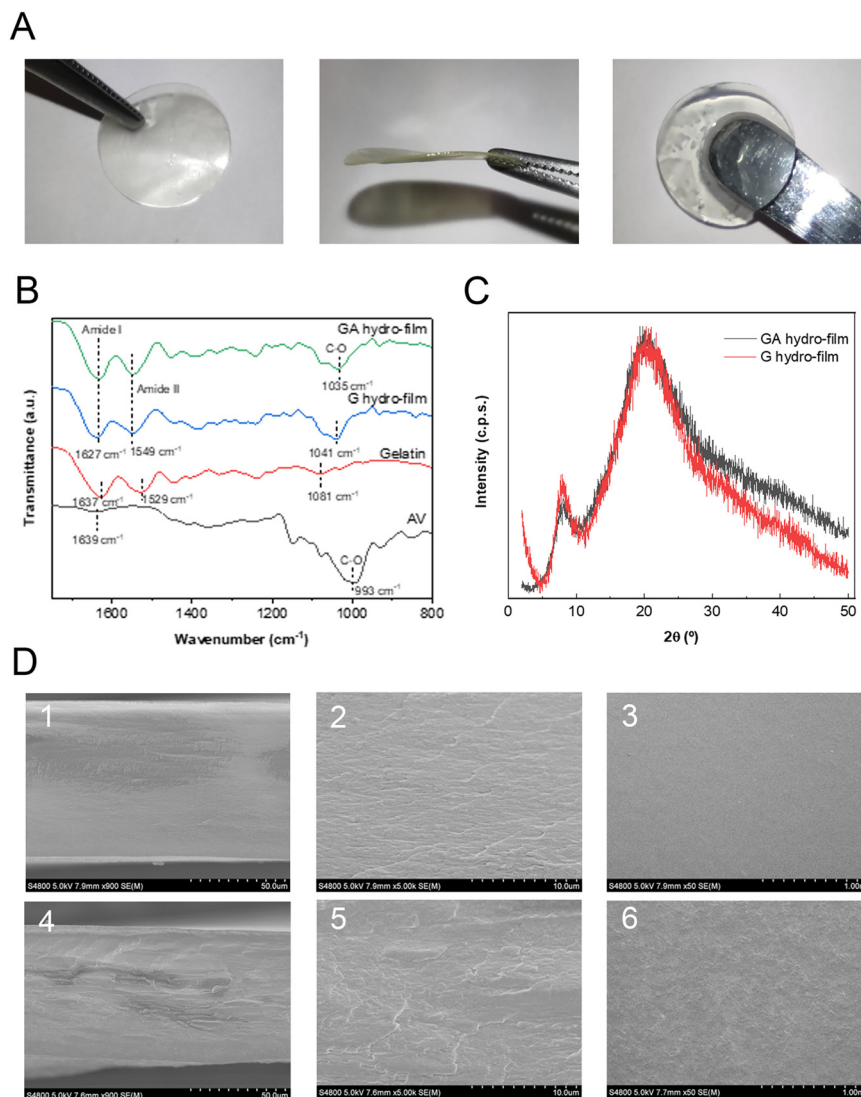 A
B
Amide I
GA hydro-film
C-O
1035 cm-1
Amide II
G hydro-film
1627 cm-1
1549 cm-1
1041 cm-1
Gelatin
1637 cm-1
1529 cm-1
1081 cm-1
AV
1639 cm-1
C-O
993 cm-1
Transmittance (a.u.)
1600 1400 1200 1000 800
Wavenumber (cm-1)
C
GA hydro-film
G hydro-film
Intensity (c.p.s.)
0 10 20 30 40 50
2θ (º)
D
1
S4800 5.0kV 7.9mm x900 SE(M) 50.0um
2
S4800 5.0kV 7.9mm x5.00k SE(M) 10.0um
3
S4800 5.0kV 7.9mm x50 SE(M)
4
S4800 5.0kV 7.6mm x900 SE(M) 50.0um
5
S4800 5.0kV 7.6mm x5.00k SE(M) 10.0um
6
S4800 5.0kV 7.7mm x50 SE(M)